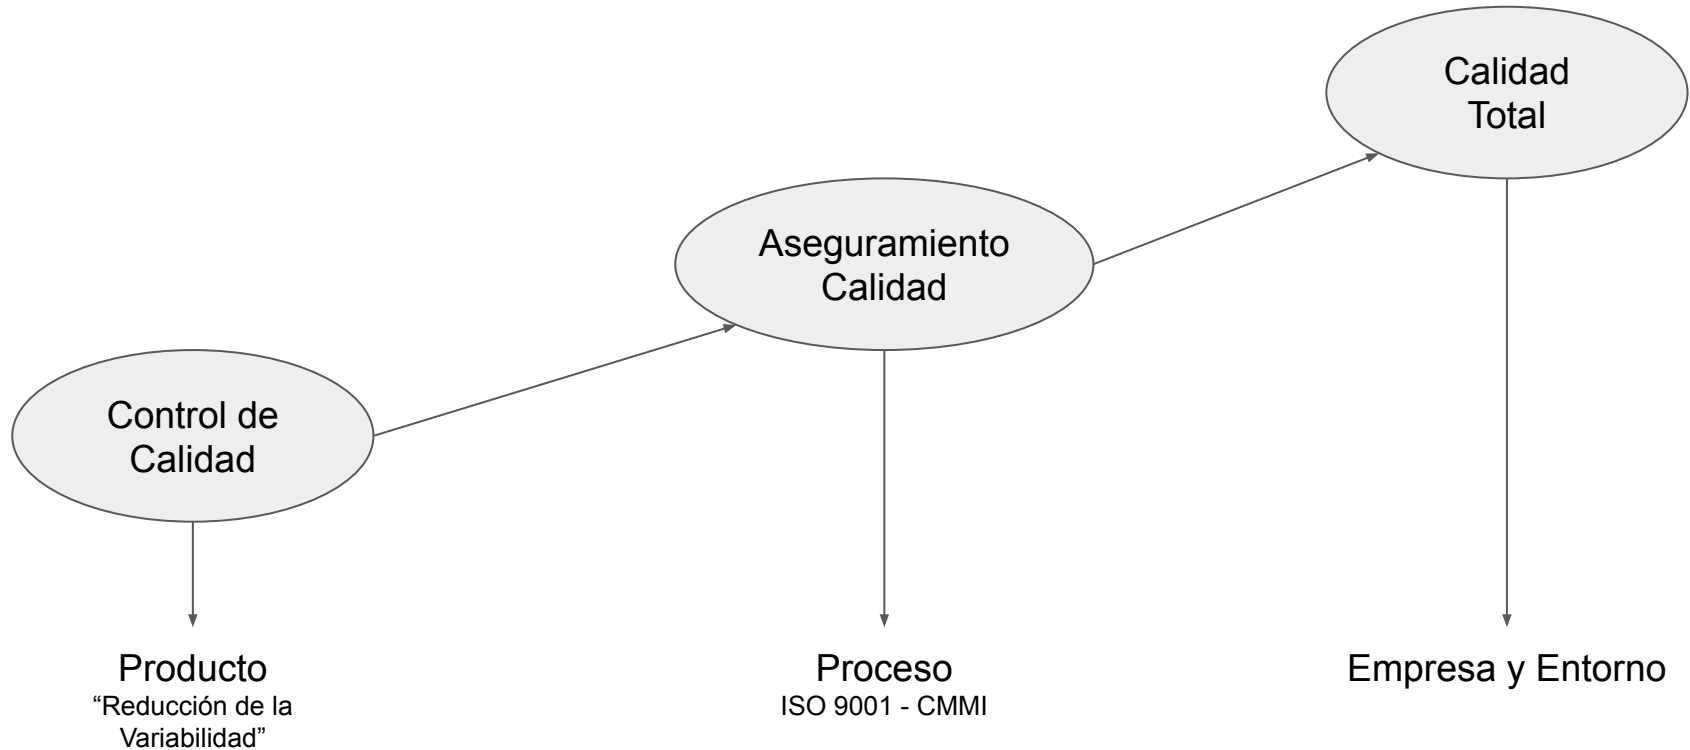 Calidad
Total
Aseguramiento
Calidad
Control de
Calidad
Producto
“Reducción de la
Variabilidad”
Proceso
ISO 9001 - CMMI
Empresa y Entorno